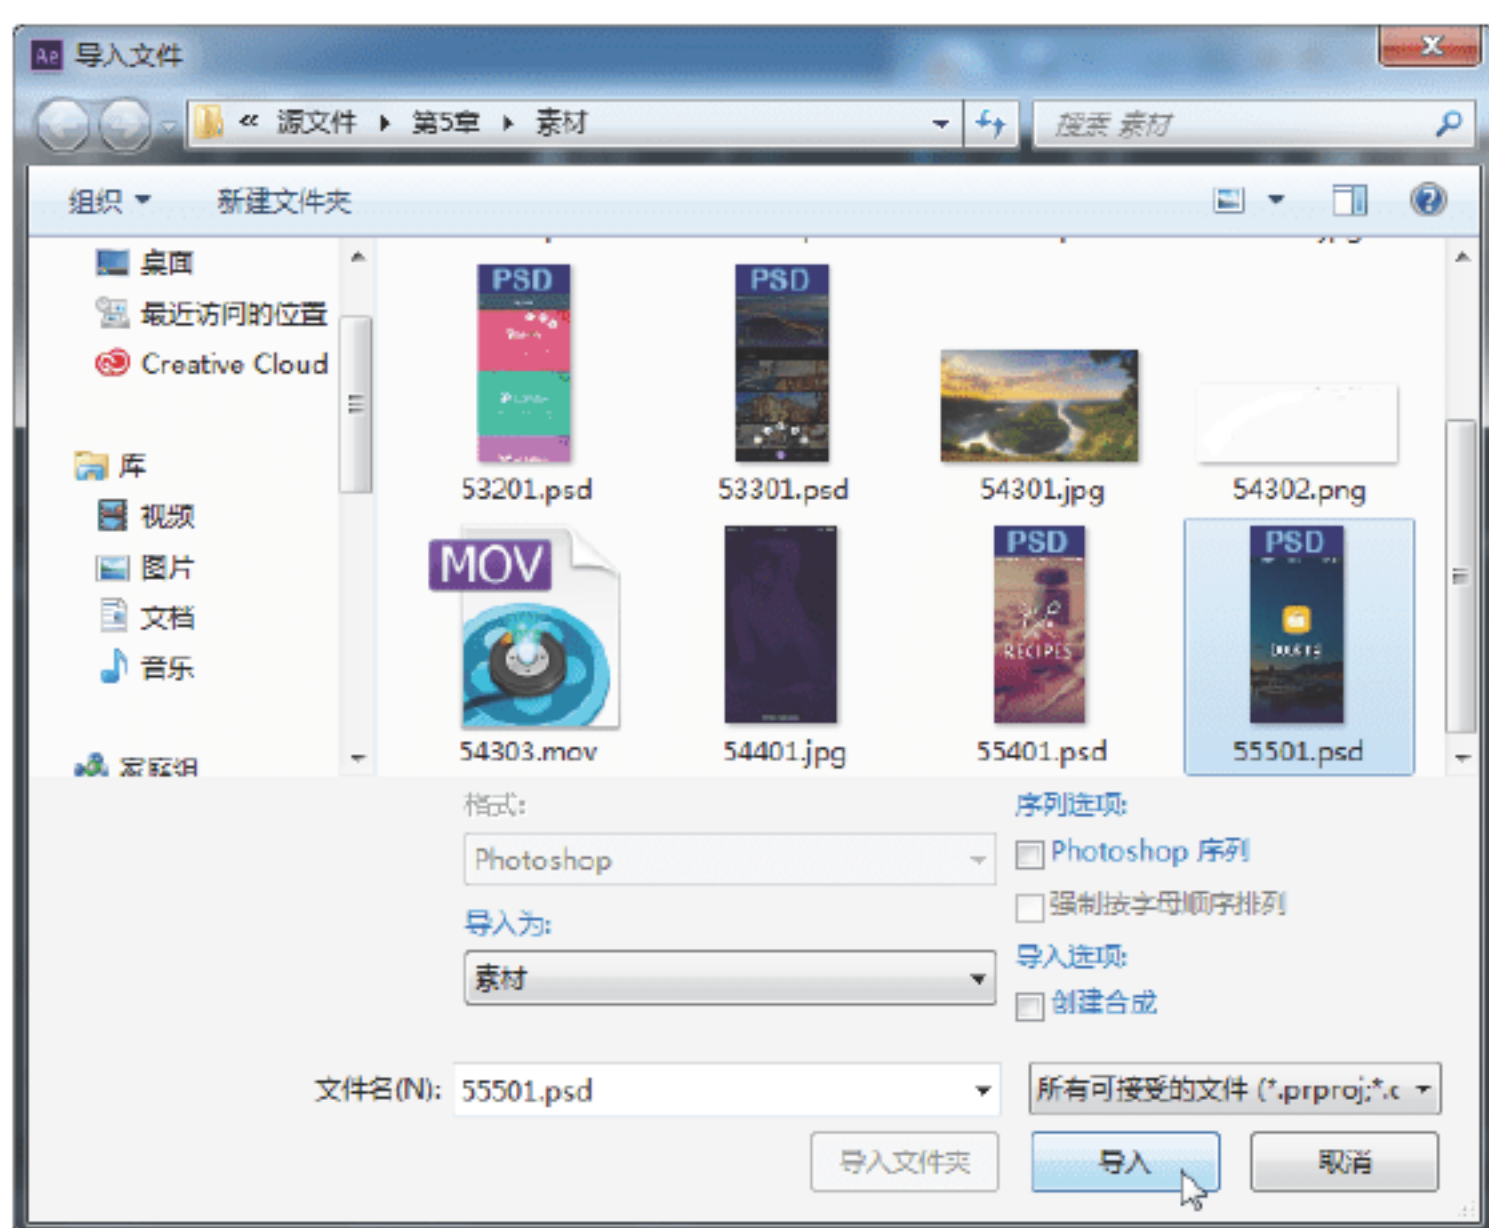 Ae 导入文件
« 源文件 ▸ 第5章 ▸ 素材
搜索 素材
组织 新建文件夹
桌面
最近访问的位置
Creative Cloud
库
视频
图片
文档
音乐
家庭组
PSD PSD
53201.psd 53301.psd 54301.jpg 54302.png
MOV PSD PSD
RECIPES
54303.mov 54401.jpg 55401.psd 55501.psd
格式:
Photoshop
导入为:
素材
序列选项:
Photoshop 序列
强制按字母顺序排列
导入选项:
创建合成
文件名(N): 55501.psd 所有可接受的文件 (*.prproj;*.c
导入文件夹 导入 取消